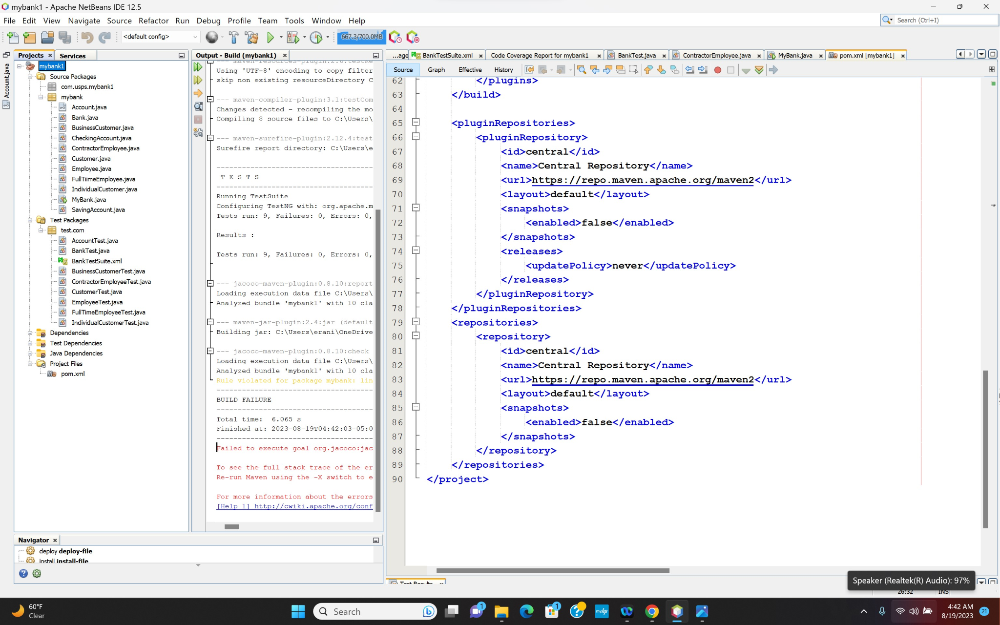 mybank1 - Apache NetBeans IDE 12.5
File Edit View Navigate Source Refactor Run Debug Profile Team Tools Window Help
Search (Ctrl+I)
<default config>
667.3/700.0MB
Projects
Services
Output - Build (mybank1)
...age
BankTestSuite.xml
Code Coverage Report for mybank1
BankTest.java
ContractorEmployee.java
MyBank.java
pom.xml [mybank1]
Account.java
mybank1
Source Packages
com.usps.mybank1
mybank
Account.java
Bank.java
BusinessCustomer.java
CheckingAccount.java
ContractorEmployee.java
Customer.java
Employee.java
FullTiimeEmployee.java
IndividualCustomer.java
MyBank.java
SavingAccount.java
Test Packages
test.com
AccountTest.java
BankTest.java
BankTestSuite.xml
BusinessCustomerTest.java
ContractorEmployeeTest.java
CustomerTest.java
EmployeeTest.java
FullTimeEmployeeTest.java
IndividualCustomerTest.java
Dependencies
Test Dependencies
Java Dependencies
Project Files
pom.xml
--- maven-resources-plugin:2.6:testRe
Using 'UTF-8' encoding to copy filter
skip non existing resourceDirectory C
--- maven-compiler-plugin:3.1:testCom
Changes detected - recompiling the mo
Compiling 8 source files to C:\Users\
--- maven-surefire-plugin:2.12.4:test
Surefire report directory: C:\Users\e
-------------------------------------
T E S T S
-------------------------------------
Running TestSuite
Configuring TestNG with: org.apache.m
Tests run: 9, Failures: 0, Errors: 0,
Results :
Tests run: 9, Failures: 0, Errors: 0,
--- jacoco-maven-plugin:0.8.10:report
Loading execution data file C:\Users\
Analyzed bundle 'mybank1' with 10 cla
--- maven-jar-plugin:2.4:jar (default
Building jar: C:\Users\erani\OneDrive
--- jacoco-maven-plugin:0.8.10:check
Loading execution data file C:\Users\
Analyzed bundle 'mybank1' with 10 cla
Rule violated for package mybank: lin
-------------------------------------
BUILD FAILURE
-------------------------------------
Total time:  6.065 s
Finished at: 2023-08-19T04:42:03-05:0
-------------------------------------
Failed to execute goal org.jacoco:jac
To see the full stack trace of the er
Re-run Maven using the -X switch to e
For more information about the errors
[Help 1] http://cwiki.apache.org/conf
Source Graph Effective History
62 </plugins>
63 </build>
64
65 <pluginRepositories>
66 <pluginRepository>
67 <id>central</id>
68 <name>Central Repository</name>
69 <url>https://repo.maven.apache.org/maven2</url>
70 <layout>default</layout>
71 <snapshots>
72 <enabled>false</enabled>
73 </snapshots>
74 <releases>
75 <updatePolicy>never</updatePolicy>
76 </releases>
77 </pluginRepository>
78 </pluginRepositories>
79 <repositories>
80 <repository>
81 <id>central</id>
82 <name>Central Repository</name>
83 <url>https://repo.maven.apache.org/maven2</url>
84 <layout>default</layout>
85 <snapshots>
86 <enabled>false</enabled>
87 </snapshots>
88 </repository>
89 </repositories>
90 </project>
Navigator
deploy deploy-file
install install-file
Test Results
Speaker (Realtek(R) Audio): 97%
26:32
INS
60°F
Clear
Search
1
1
myhp
4:42 AM
8/19/2023
21